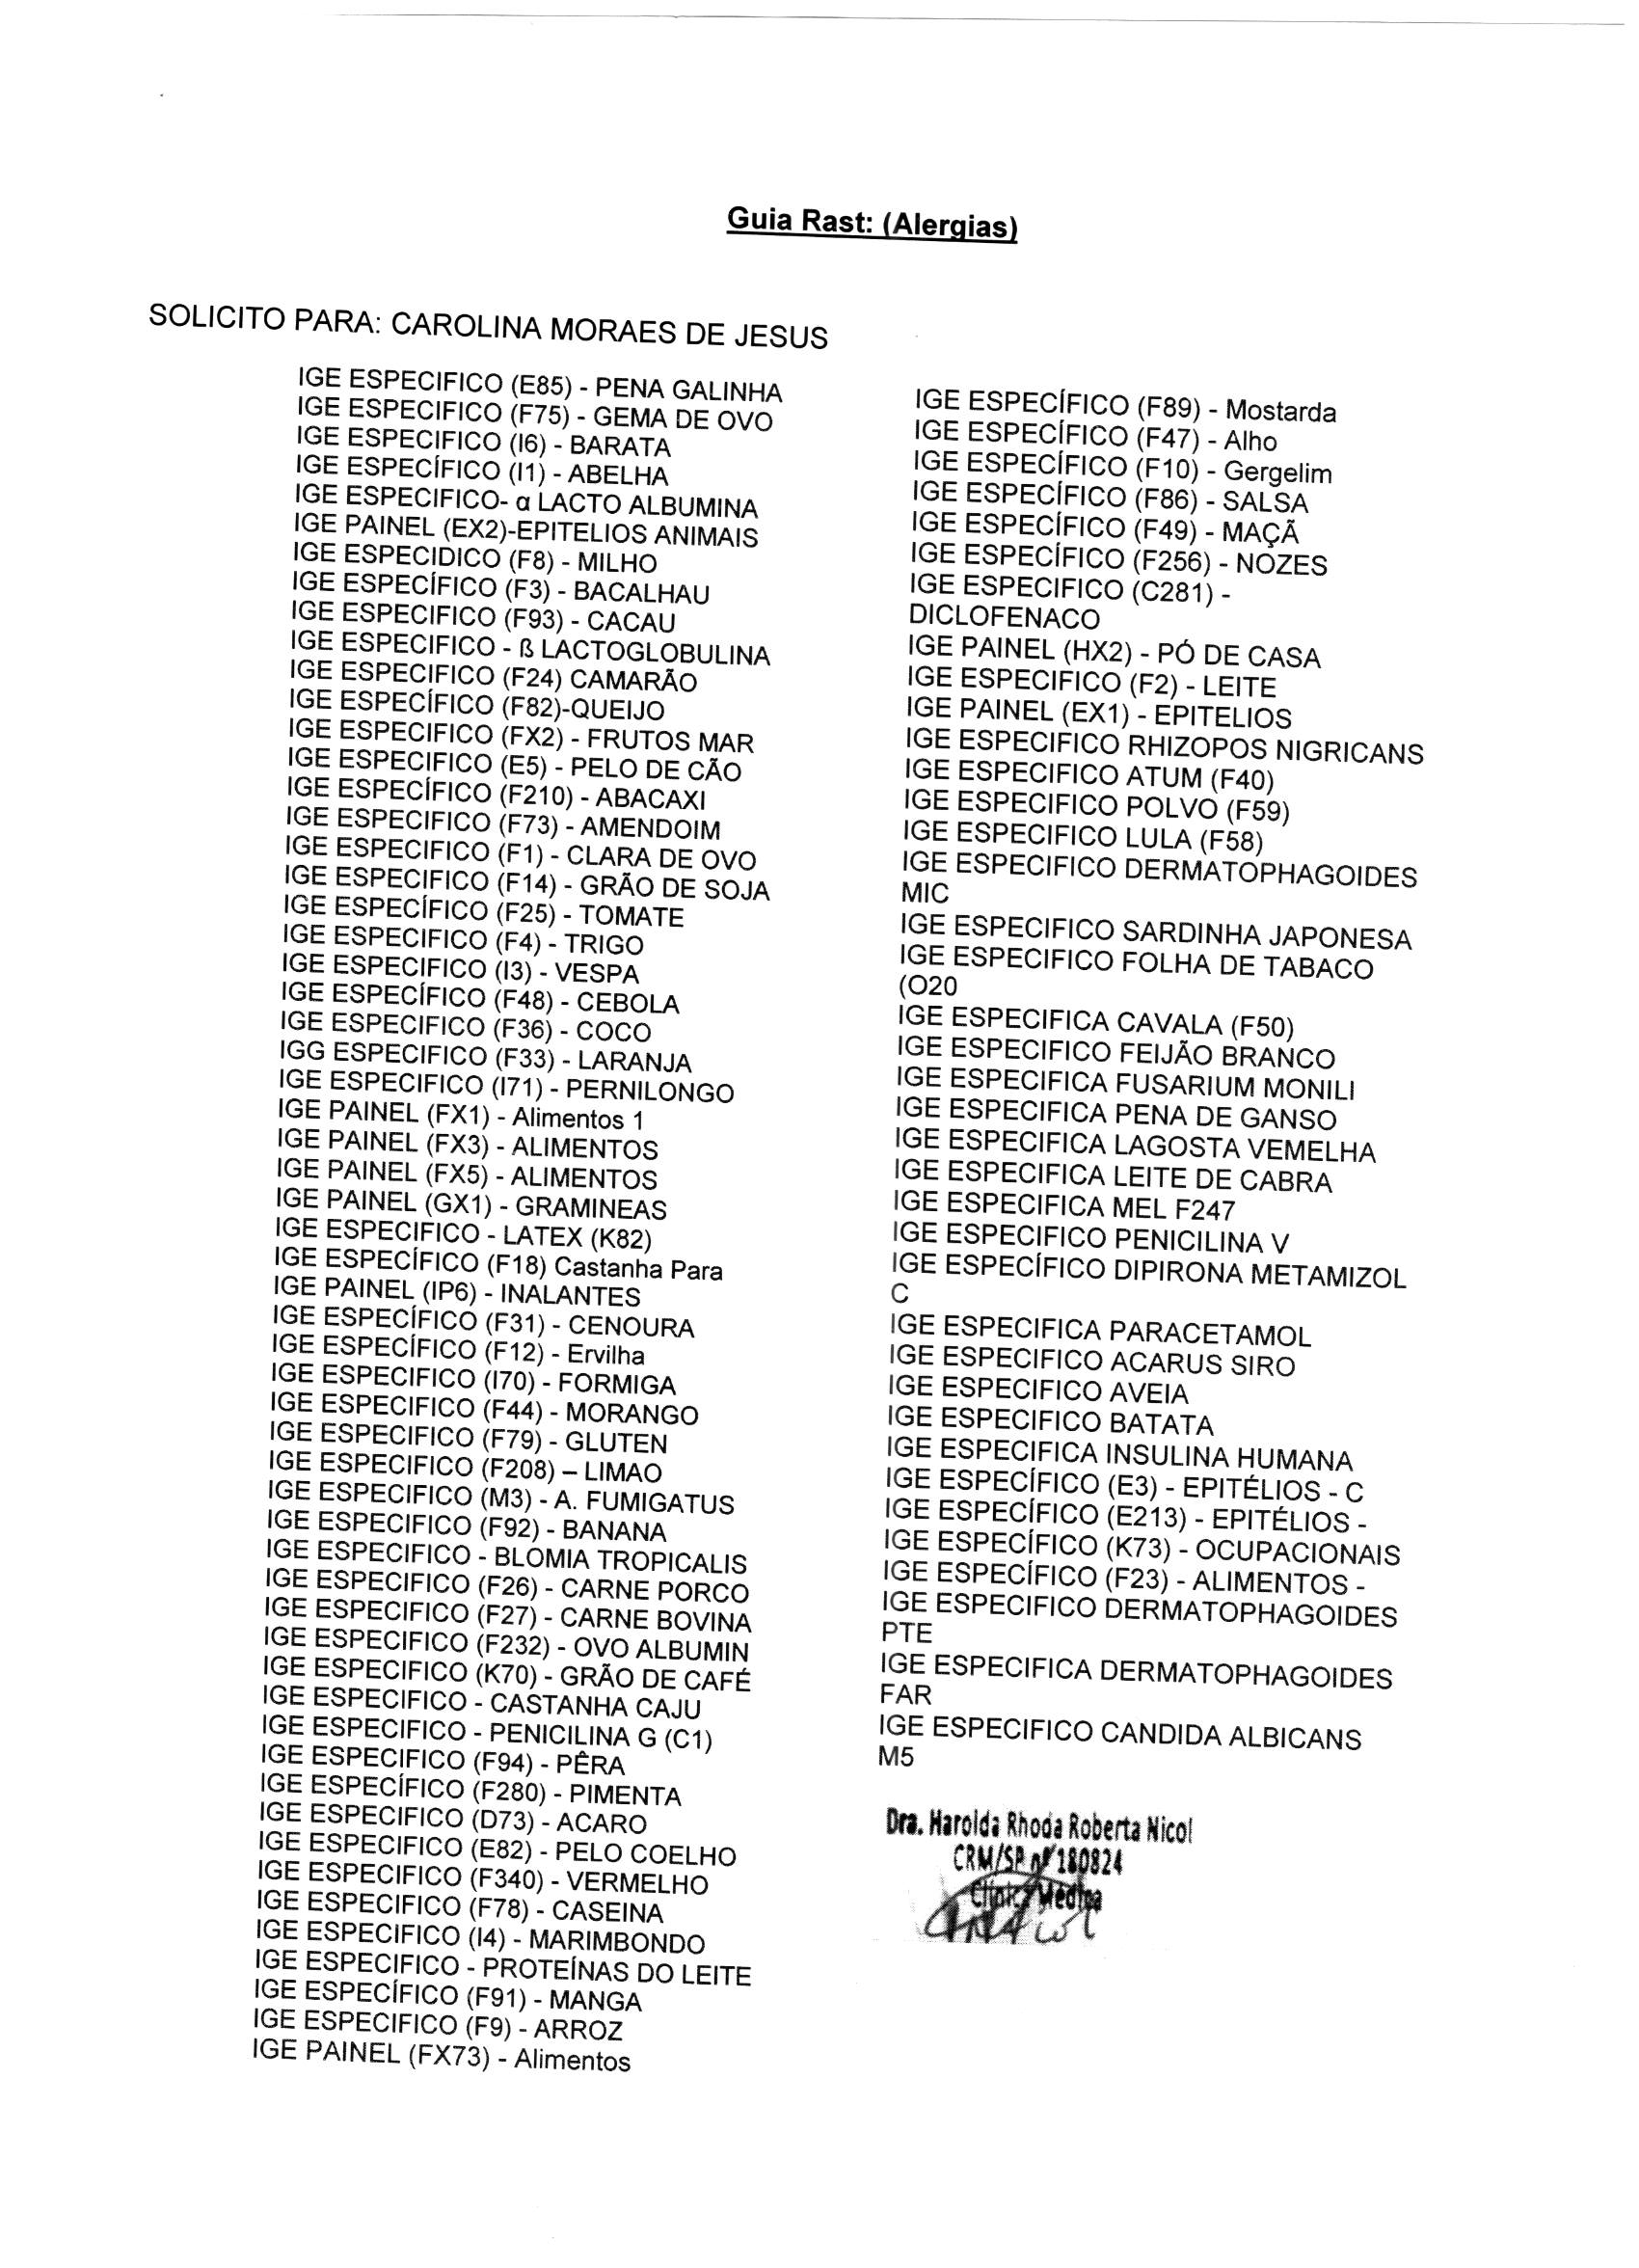 Guia Rast: (Alergias)
SOLICITO PARA: CAROLINA MORAES DE JESUS
IGE ESPECIFICO (E85) - PENA GALINHA
IGE ESPECIFICO (F75) - GEMA DE OVO
IGE ESPECIFICO (I6) - BARATA
IGE ESPECÍFICO (I1) - ABELHA
IGE ESPECIFICO- α LACTO ALBUMINA
IGE PAINEL (EX2)-EPITELIOS ANIMAIS
IGE ESPECIDICO (F8) - MILHO
IGE ESPECÍFICO (F3) - BACALHAU
IGE ESPECIFICO (F93) - CACAU
IGE ESPECIFICO - ß LACTOGLOBULINA
IGE ESPECIFICO (F24) CAMARÃO
IGE ESPECÍFICO (F82)-QUEIJO
IGE ESPECIFICO (FX2) - FRUTOS MAR
IGE ESPECIFICO (E5) - PELO DE CÃO
IGE ESPECÍFICO (F210) - ABACAXI
IGE ESPECIFICO (F73) - AMENDOIM
IGE ESPECIFICO (F1) - CLARA DE OVO
IGE ESPECIFICO (F14) - GRÃO DE SOJA
IGE ESPECÍFICO (F25) - TOMATE
IGE ESPECIFICO (F4) - TRIGO
IGE ESPECIFICO (I3) - VESPA
IGE ESPECÍFICO (F48) - CEBOLA
IGE ESPECIFICO (F36) - COCO
IGG ESPECIFICO (F33) - LARANJA
IGE ESPECIFICO (I71) - PERNILONGO
IGE PAINEL (FX1) - Alimentos 1
IGE PAINEL (FX3) - ALIMENTOS
IGE PAINEL (FX5) - ALIMENTOS
IGE PAINEL (GX1) - GRAMINEAS
IGE ESPECIFICO - LATEX (K82)
IGE ESPECÍFICO (F18) Castanha Para
IGE PAINEL (IP6) - INALANTES
IGE ESPECÍFICO (F31) - CENOURA
IGE ESPECÍFICO (F12) - Ervilha
IGE ESPECIFICO (I70) - FORMIGA
IGE ESPECIFICO (F44) - MORANGO
IGE ESPECIFICO (F79) - GLUTEN
IGE ESPECIFICO (F208) – LIMAO
IGE ESPECIFICO (M3) - A. FUMIGATUS
IGE ESPECIFICO (F92) - BANANA
IGE ESPECIFICO - BLOMIA TROPICALIS
IGE ESPECIFICO (F26) - CARNE PORCO
IGE ESPECIFICO (F27) - CARNE BOVINA
IGE ESPECIFICO (F232) - OVO ALBUMIN
IGE ESPECIFICO (K70) - GRÃO DE CAFÉ
IGE ESPECIFICO - CASTANHA CAJU
IGE ESPECIFICO - PENICILINA G (C1)
IGE ESPECIFICO (F94) - PÊRA
IGE ESPECÍFICO (F280) - PIMENTA
IGE ESPECIFICO (D73) - ACARO
IGE ESPECIFICO (E82) - PELO COELHO
IGE ESPECIFICO (F340) - VERMELHO
IGE ESPECIFICO (F78) - CASEINA
IGE ESPECIFICO (I4) - MARIMBONDO
IGE ESPECIFICO - PROTEÍNAS DO LEITE
IGE ESPECÍFICO (F91) - MANGA
IGE ESPECIFICO (F9) - ARROZ
IGE PAINEL (FX73) - Alimentos
IGE ESPECÍFICO (F89) - Mostarda
IGE ESPECÍFICO (F47) - Alho
IGE ESPECÍFICO (F10) - Gergelim
IGE ESPECÍFICO (F86) - SALSA
IGE ESPECÍFICO (F49) - MAÇÃ
IGE ESPECÍFICO (F256) - NOZES
IGE ESPECIFICO (C281) -
DICLOFENACO
IGE PAINEL (HX2) - PÓ DE CASA
IGE ESPECIFICO (F2) - LEITE
IGE PAINEL (EX1) - EPITELIOS
IGE ESPECIFICO RHIZOPOS NIGRICANS
IGE ESPECIFICO ATUM (F40)
IGE ESPECIFICO POLVO (F59)
IGE ESPECIFICO LULA (F58)
IGE ESPECIFICO DERMATOPHAGOIDES
MIC
IGE ESPECIFICO SARDINHA JAPONESA
IGE ESPECIFICO FOLHA DE TABACO
(O20
IGE ESPECIFICA CAVALA (F50)
IGE ESPECIFICO FEIJÃO BRANCO
IGE ESPECIFICA FUSARIUM MONILI
IGE ESPECIFICA PENA DE GANSO
IGE ESPECIFICA LAGOSTA VEMELHA
IGE ESPECIFICA LEITE DE CABRA
IGE ESPECIFICA MEL F247
IGE ESPECIFICO PENICILINA V
IGE ESPECÍFICO DIPIRONA METAMIZOL
C
IGE ESPECIFICA PARACETAMOL
IGE ESPECIFICO ACARUS SIRO
IGE ESPECIFICO AVEIA
IGE ESPECIFICO BATATA
IGE ESPECIFICA INSULINA HUMANA
IGE ESPECÍFICO (E3) - EPITÉLIOS - C
IGE ESPECÍFICO (E213) - EPITÉLIOS -
IGE ESPECÍFICO (K73) - OCUPACIONAIS
IGE ESPECÍFICO (F23) - ALIMENTOS -
IGE ESPECIFICO DERMATOPHAGOIDES
PTE
IGE ESPECIFICA DERMATOPHAGOIDES
FAR
IGE ESPECIFICO CANDIDA ALBICANS
M5
Dra. Harolda Rhoda Roberta Nicol
CRM/SP nº 180824
Clínica Médica